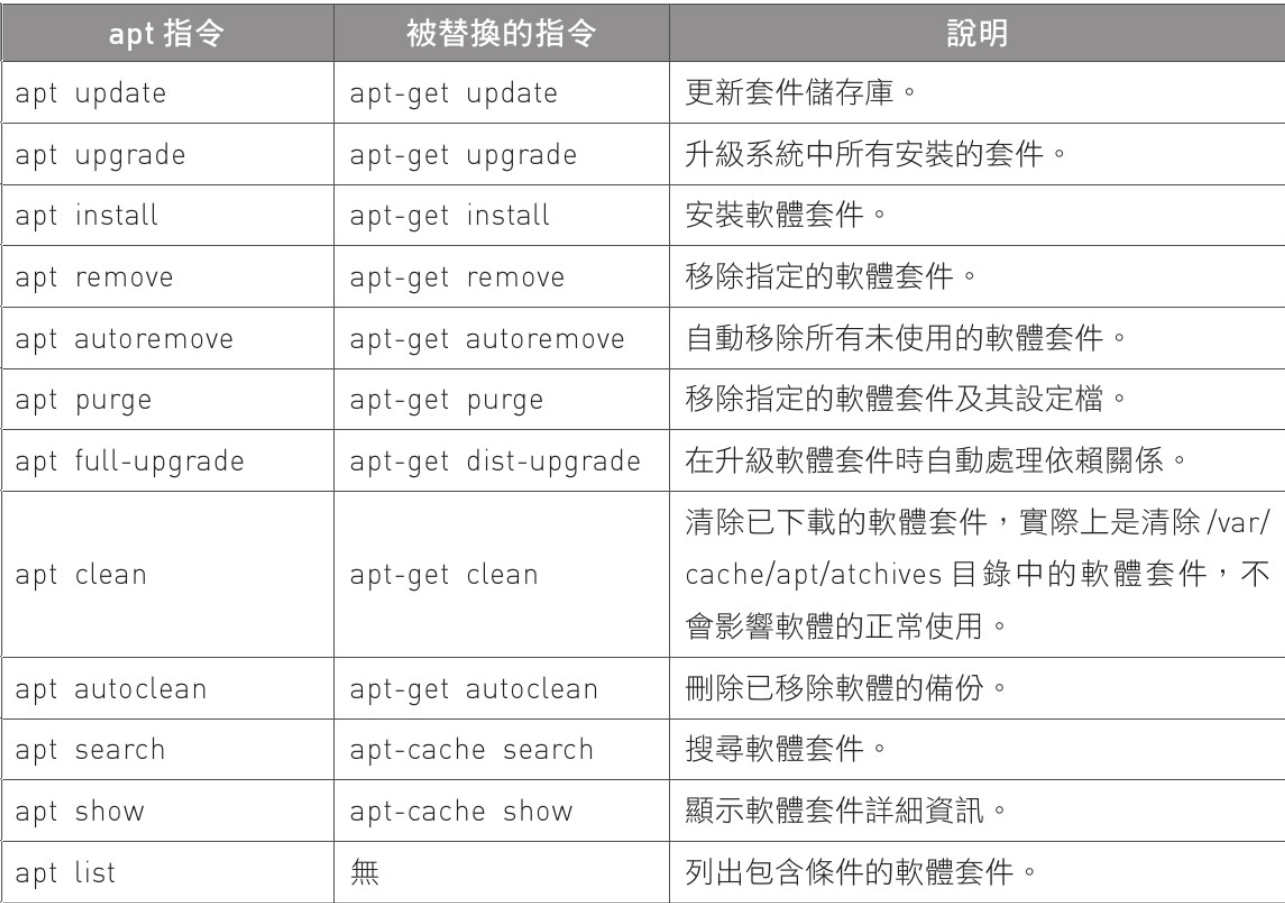 apt 指令 被替換的指令 說明
apt update apt-get update 更新套件儲存庫。
apt upgrade apt-get upgrade 升級系統中所有安裝的套件。
apt install apt-get install 安裝軟體套件。
apt remove apt-get remove 移除指定的軟體套件。
apt autoremove apt-get autoremove 自動移除所有未使用的軟體套件。
apt purge apt-get purge 移除指定的軟體套件及其設定檔。
apt full-upgrade apt-get dist-upgrade 在升級軟體套件時自動處理依賴關係。
apt clean apt-get clean 清除已下載的軟體套件，實際上是清除 /var/
cache/apt/atchives 目錄中的軟體套件，不
會影響軟體的正常使用。
apt autoclean apt-get autoclean 刪除已移除軟體的備份。
apt search apt-cache search 搜尋軟體套件。
apt show apt-cache show 顯示軟體套件詳細資訊。
apt list 無 列出包含條件的軟體套件。